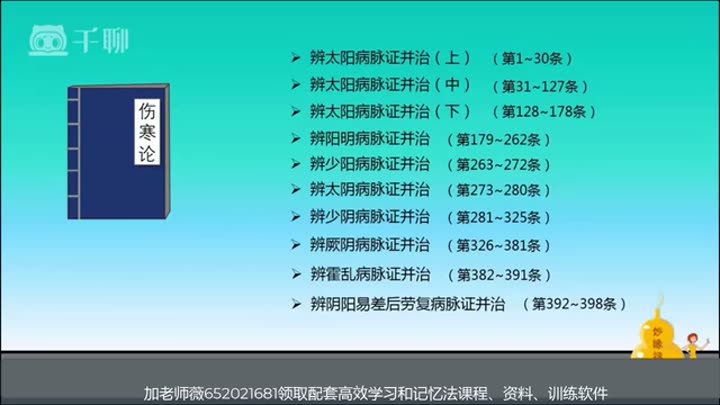 千聊
伤寒论
辨太阳病脉证并治（上）（第1~30条）
辨太阳病脉证并治（中）（第31~127条）
辨太阳病脉证并治（下）（第128~178条）
辨阳明病脉证并治（第179~262条）
辨少阳病脉证并治（第263~272条）
辨太阴病脉证并治（第273~280条）
辨少阴病脉证并治（第281~325条）
辨厥阴病脉证并治（第326~381条）
辨霍乱病脉证并治（第382~391条）
辨阴阳易差后劳复病脉证并治（第392~398条）
加老师薇652021681领取配套高效学习和记忆法课程、资料、训练软件